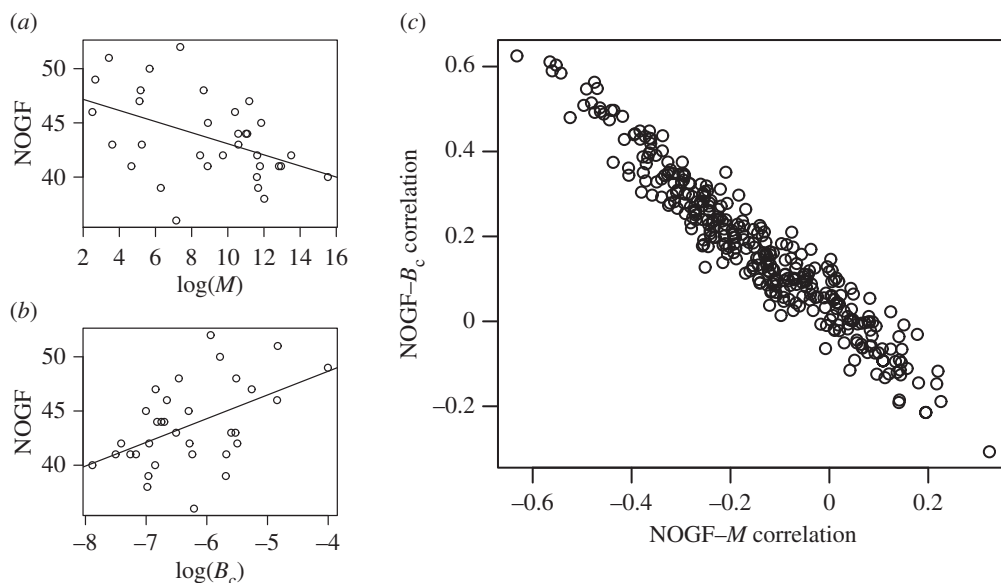 (a)
NOGF
50
45
40
2 4 6 8 10 12 14 16
log(M)
(b)
NOGF
50
45
40
−8 −7 −6 −5 −4
log(Bc)
(c)
NOGF–Bc correlation
0.6
0.4
0.2
0
−0.2
−0.6 −0.4 −0.2 0 0.2
NOGF–M correlation